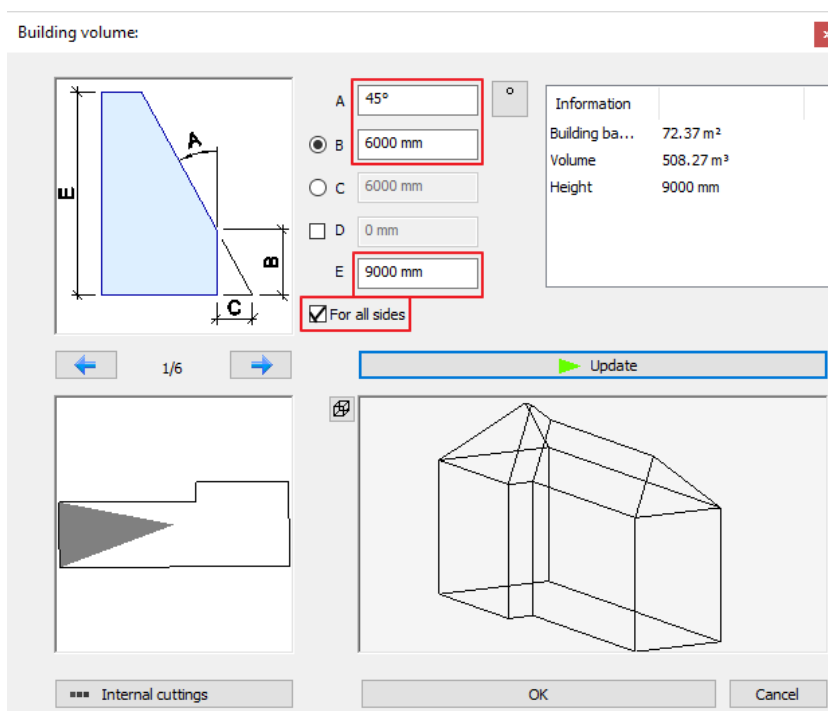 Building volume:
A
E
B
C
A 45° °
B 6000 mm
C 6000 mm
D 0 mm
E 9000 mm
For all sides
Information
Building ba... 72.37 m²
Volume 508.27 m³
Height 9000 mm
1/6
Update
Internal cuttings
OK
Cancel